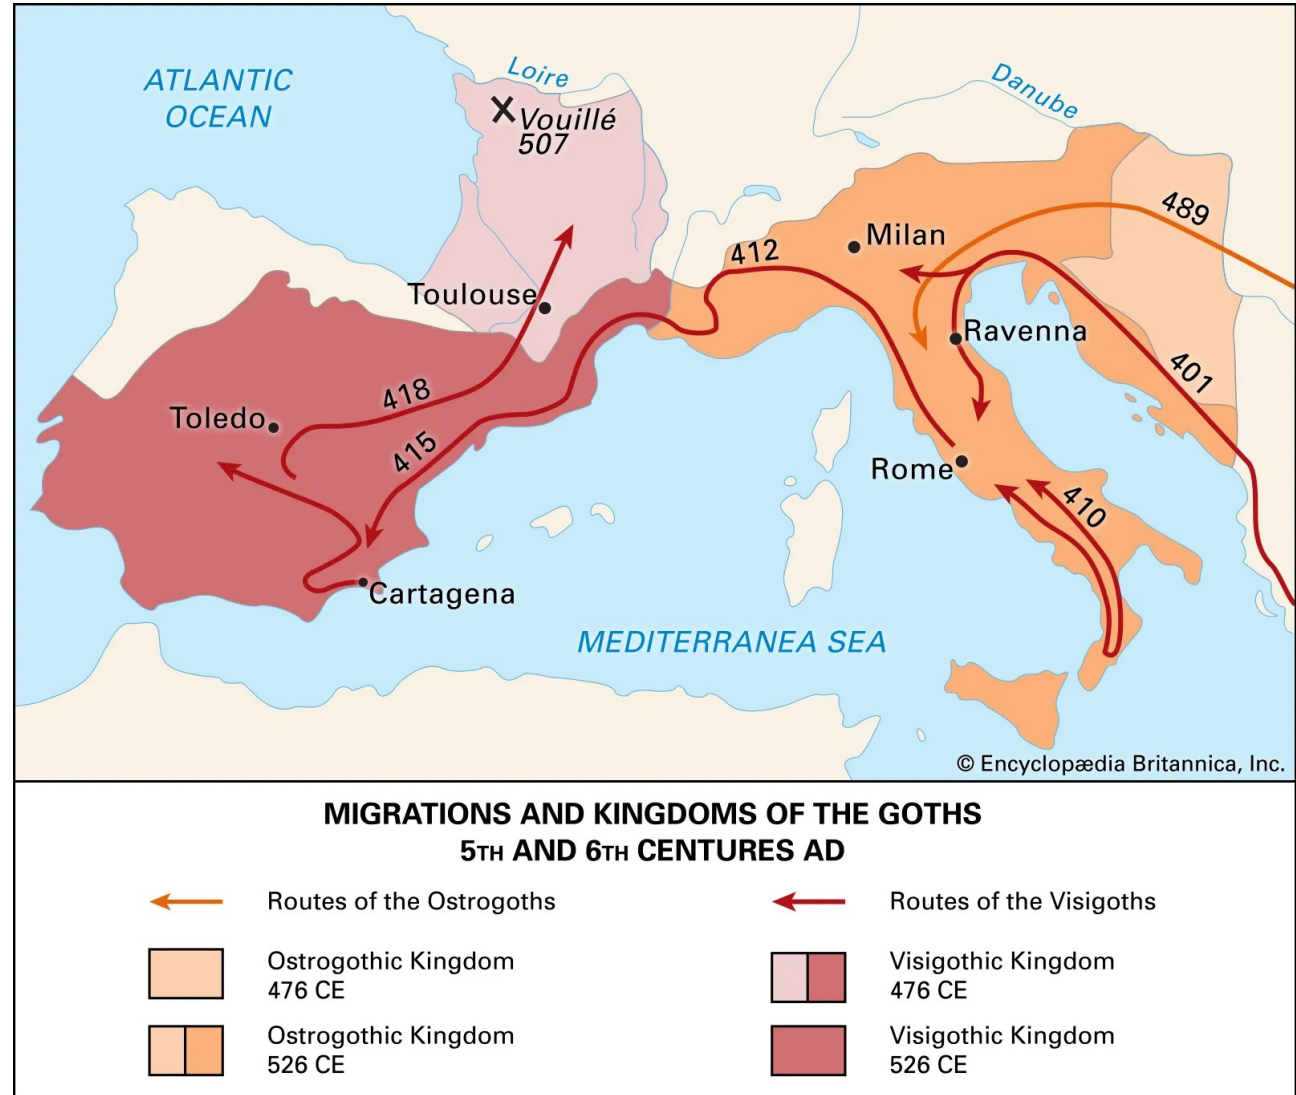 ATLANTIC
OCEAN
Loire
Danube
Vouillé
507
489
Milan
412
Toulouse
Ravenna
401
418
Toledo
415
Rome
410
Cartagena
MEDITERRANEA SEA
© Encyclopædia Britannica, Inc.
MIGRATIONS AND KINGDOMS OF THE GOTHS
5TH AND 6TH CENTURES AD
Routes of the Ostrogoths
Routes of the Visigoths
Ostrogothic Kingdom
476 CE
Visigothic Kingdom
476 CE
Ostrogothic Kingdom
526 CE
Visigothic Kingdom
526 CE